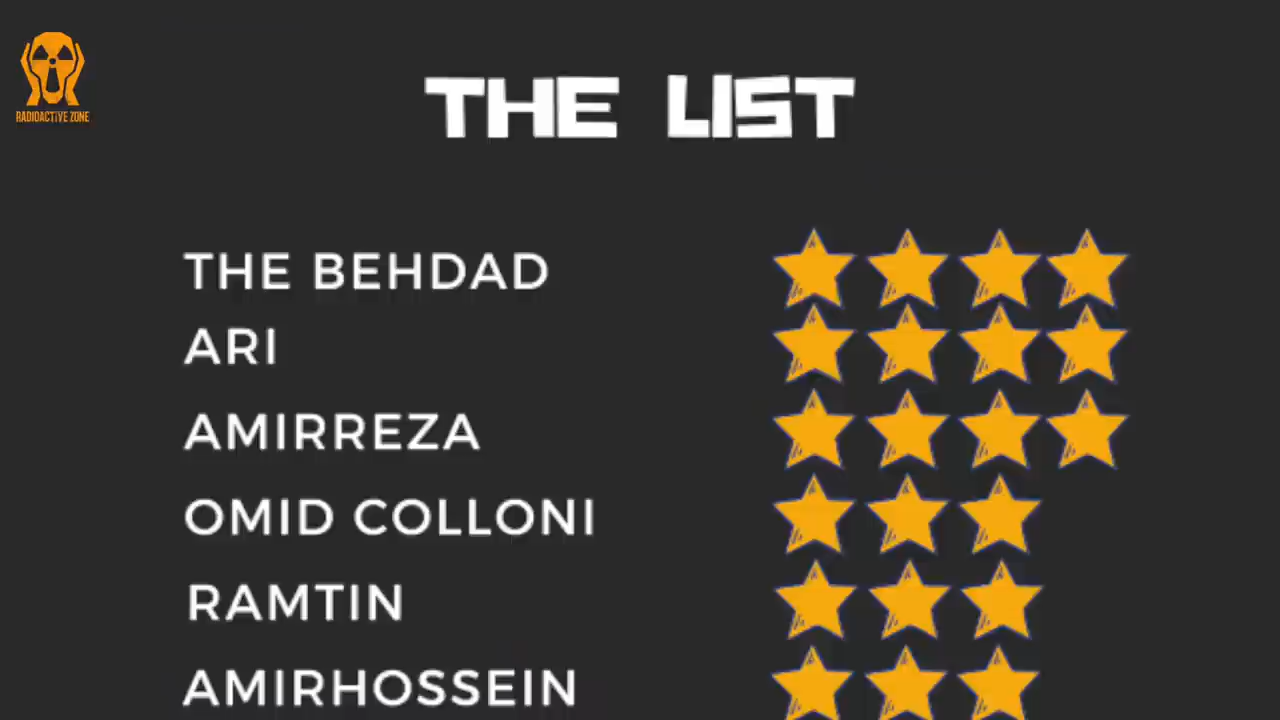 RADIOACTIVE ZONE
THE LIST
THE BEHDAD
ARI
AMIRREZA
OMID COLLONI
RAMTIN
AMIRHOSSEIN